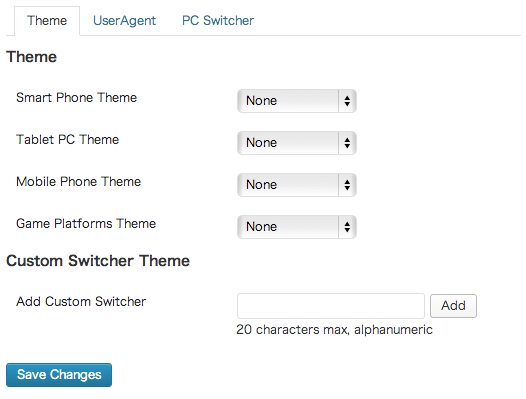 Theme UserAgent PC Switcher
Theme
Smart Phone Theme None
Tablet PC Theme None
Mobile Phone Theme None
Game Platforms Theme None
Custom Switcher Theme
Add Custom Switcher Add
20 characters max, alphanumeric
Save Changes